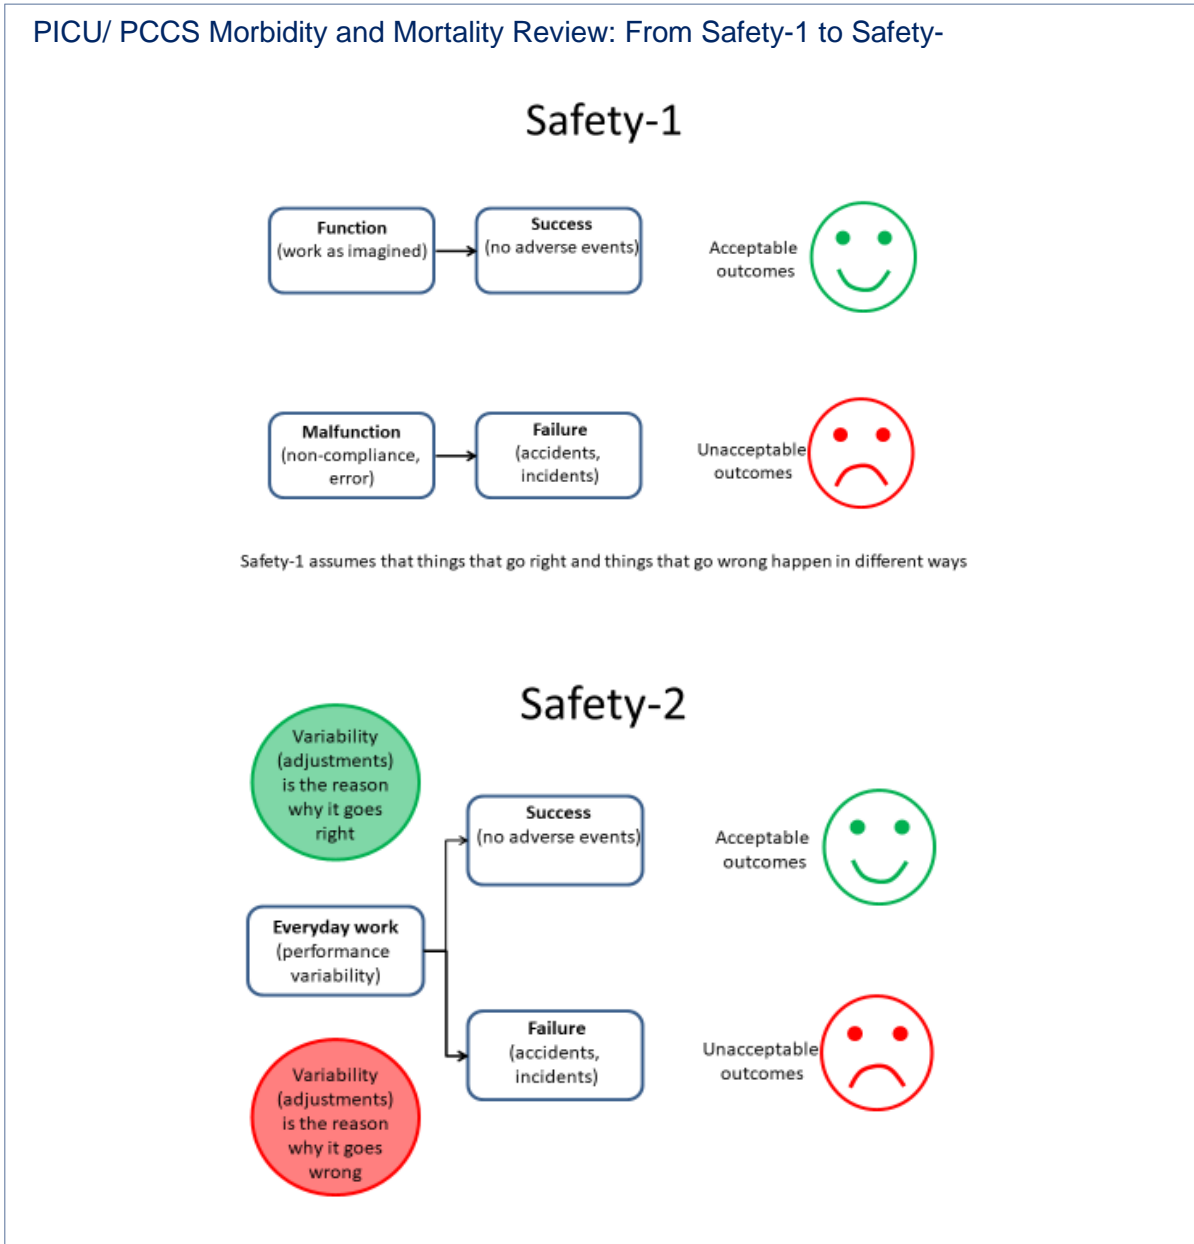 PICU/ PCCS Morbidity and Mortality Review: From Safety-1 to Safety-
Safety-1
Function
(work as imagined)
Success
(no adverse events)
Acceptable
outcomes
Malfunction
(non-compliance,
error)
Failure
(accidents,
incidents)
Unacceptable
outcomes
Safety-1 assumes that things that go right and things that go wrong happen in different ways
Safety-2
Variability
(adjustments)
is the reason
why it goes
right
Success
(no adverse events)
Acceptable
outcomes
Everyday work
(performance
variability)
Failure
(accidents,
incidents)
Unacceptable
outcomes
Variability
(adjustments)
is the reason
why it goes
wrong